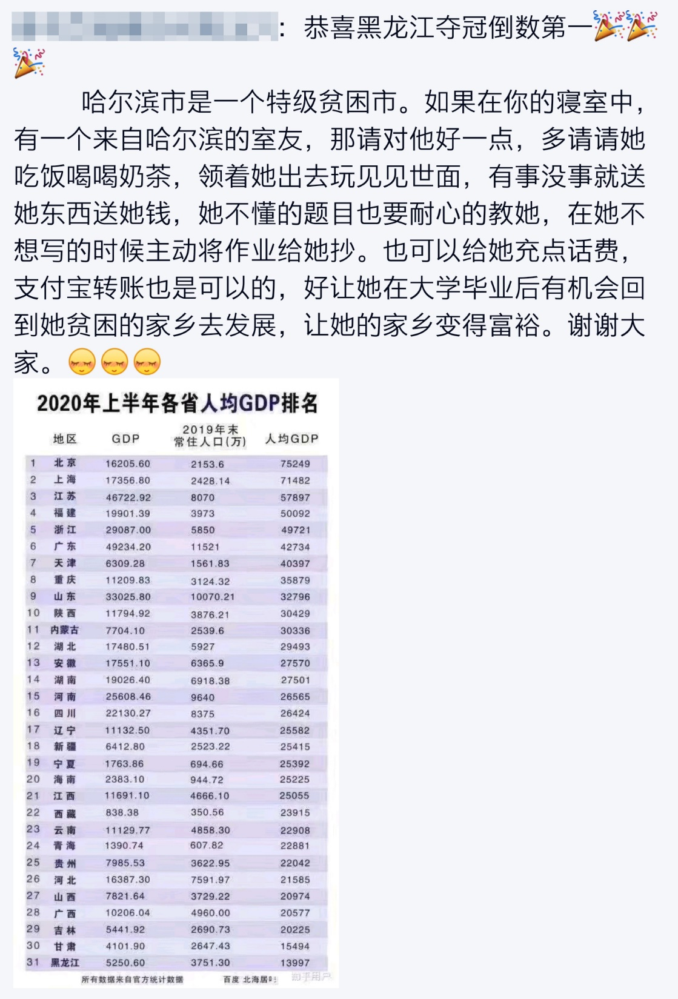 ：恭喜黑龙江夺冠倒数第一🎉🎉
🎉
哈尔滨市是一个特级贫困市。如果在你的寝室中，
有一个来自哈尔滨的室友，那请对他好一点，多请请她
吃饭喝喝奶茶，领着她出去玩见见世面，有事没事就送
她东西送她钱，她不懂的题目也要耐心的教她，在她不
想写的时候主动将作业给她抄。也可以给她充点话费，
支付宝转账也是可以的，好让她在大学毕业后有机会回
到她贫困的家乡去发展，让她的家乡变得富裕。谢谢大
家。😊😊😊
2020年上半年各省人均GDP排名
地区 GDP 2019年末常住人口(万) 人均GDP
1 北京 16205.60 2153.6 75249
2 上海 17356.80 2428.14 71482
3 江苏 46722.92 8070 57897
4 福建 19901.39 3973 50092
5 浙江 29087.00 5850 49721
6 广东 49234.20 11521 42734
7 天津 6309.28 1561.83 40397
8 重庆 11209.83 3124.32 35879
9 山东 33025.80 10070.21 32796
10 陕西 11794.92 3876.21 30429
11 内蒙古 7704.10 2539.6 30336
12 湖北 17480.51 5927 29493
13 安徽 17551.10 6365.9 27570
14 湖南 19026.40 6918.38 27501
15 河南 25608.46 9640 26565
16 四川 22130.27 8375 26424
17 辽宁 11132.50 4351.70 25582
18 新疆 6412.80 2523.22 25415
19 宁夏 1763.86 694.66 25392
20 海南 2383.10 944.72 25225
21 江西 11691.10 4666.10 25055
22 西藏 838.38 350.56 23915
23 云南 11129.77 4858.30 22908
24 青海 1390.74 607.82 22881
25 贵州 7985.53 3622.95 22042
26 河北 16387.30 7591.97 21585
27 山西 7821.64 3729.22 20974
28 广西 10206.04 4960.00 20577
29 吉林 5441.92 2690.73 20225
30 甘肃 4101.90 2647.43 15494
31 黑龙江 5250.60 3751.30 13997
所有数据来自官方统计数据 百度 北海居 知乎用户